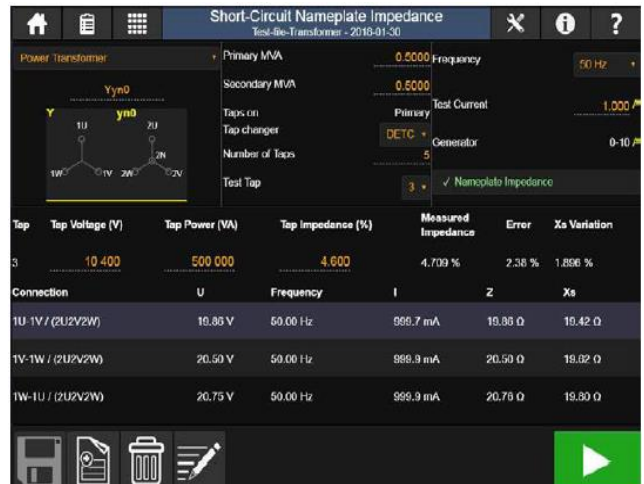 Short-Circuit Nameplate Impedance
Test-file-Transformer - 2018-01-30
?
Power Transformer
Yyn0
Y yn0
1U 2U
2N
1W 1V 2W 2V
Primary MVA 0.5000
Secondary MVA 0.5000
Taps on Primary
Tap changer DETC
Number of Taps 5
Test Tap 3
Frequency 50 Hz
Test Current 1.000
Generator 0-10
✓ Nameplate Impedance
Tap Tap Voltage (V) Tap Power (VA) Tap Impedance (%) Measured Impedance Error Xs Variation
3 10 400 500 000 4.600 4.709 % 2.38 % 1.896 %
Connection U Frequency I Z Xs
1U-1V / (2U2V2W) 19.86 V 50.00 Hz 999.7 mA 19.86 Ω 19.42 Ω
1V-1W / (2U2V2W) 20.50 V 50.00 Hz 999.9 mA 20.50 Ω 19.62 Ω
1W-1U / (2U2V2W) 20.75 V 50.00 Hz 999.9 mA 20.76 Ω 19.80 Ω